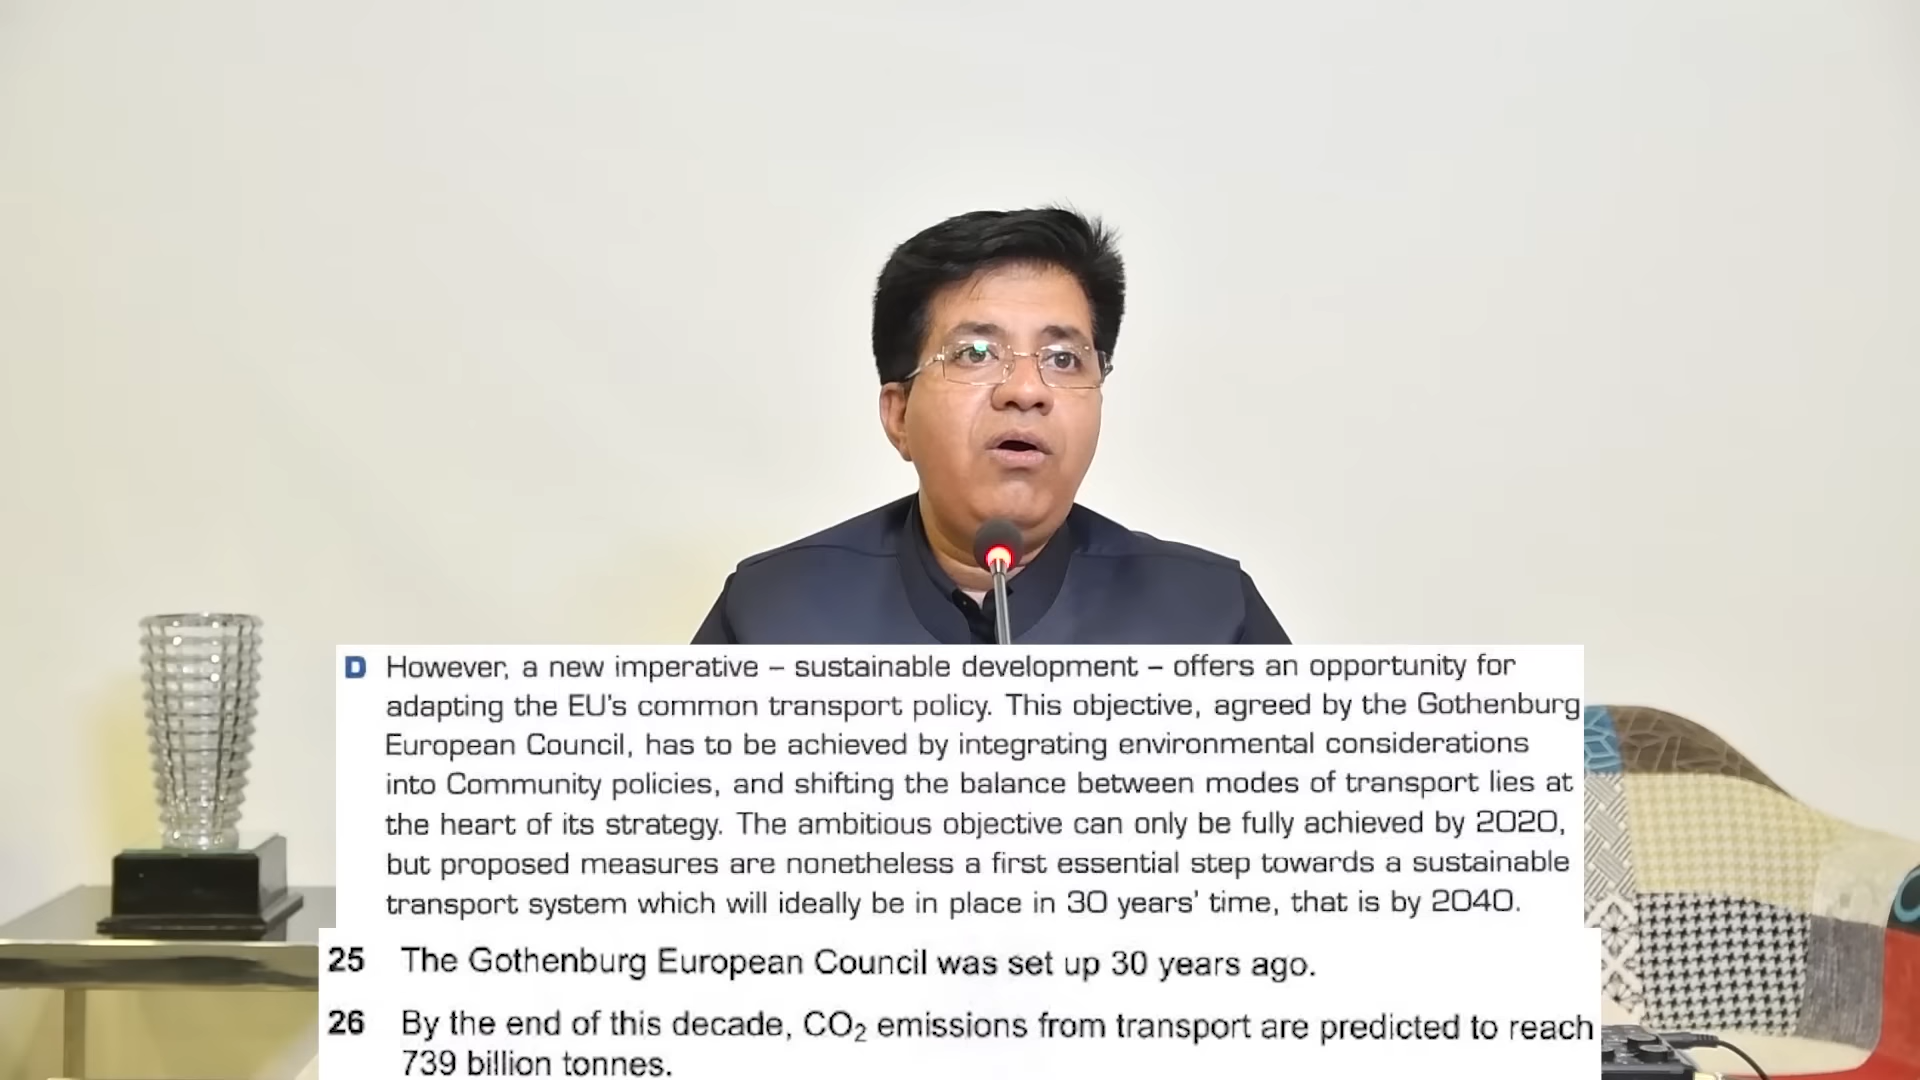 D However, a new imperative – sustainable development – offers an opportunity for
adapting the EU's common transport policy. This objective, agreed by the Gothenburg
European Council, has to be achieved by integrating environmental considerations
into Community policies, and shifting the balance between modes of transport lies at
the heart of its strategy. The ambitious objective can only be fully achieved by 2020,
but proposed measures are nonetheless a first essential step towards a sustainable
transport system which will ideally be in place in 30 years' time, that is by 2040.
25 The Gothenburg European Council was set up 30 years ago.
26 By the end of this decade, CO₂ emissions from transport are predicted to reach
739 billion tonnes.